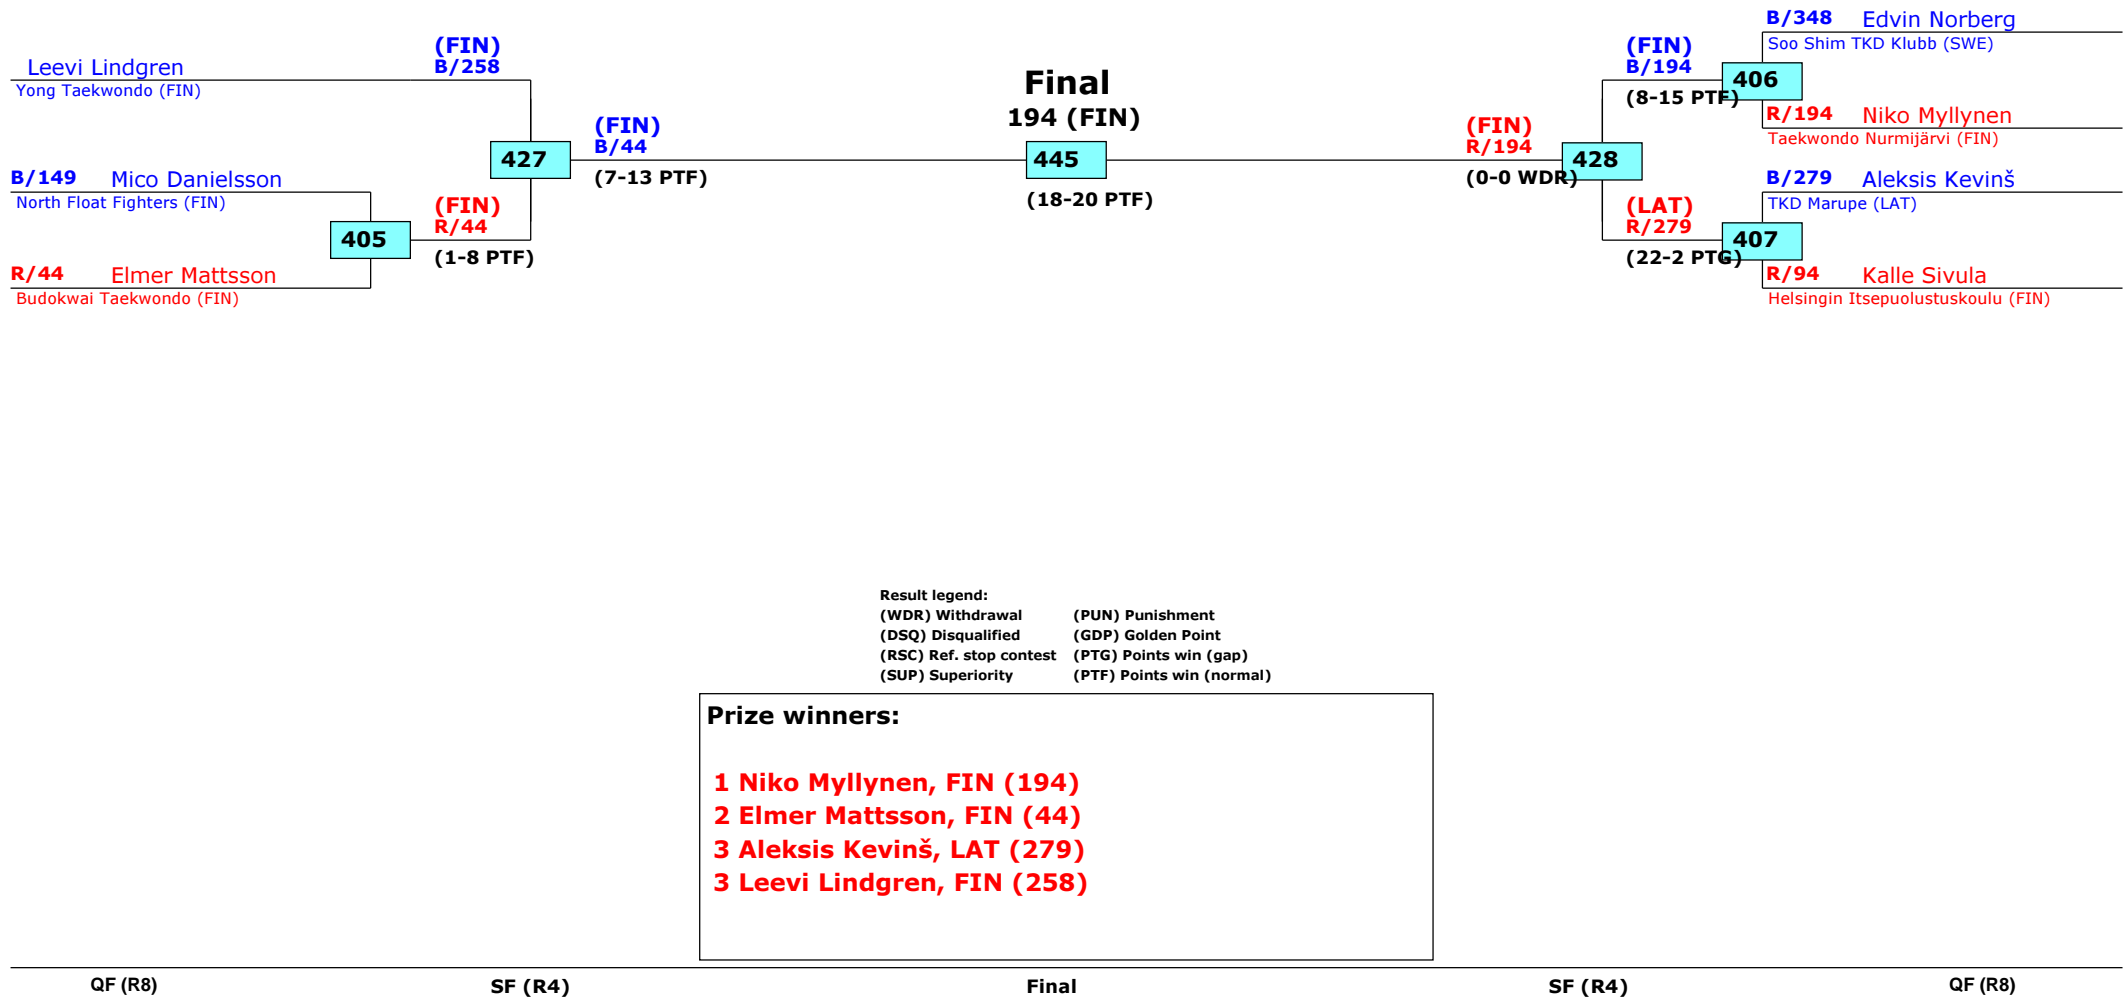 (FIN)
B/258
Leevi Lindgren
Yong Taekwondo (FIN)
B/149 Mico Danielsson
North Float Fighters (FIN)
405
R/44 Elmer Mattsson
Budokwai Taekwondo (FIN)
(FIN)
R/44
(1-8 PTF)
427
(FIN)
B/44
(7-13 PTF)
Final
194 (FIN)
445
(18-20 PTF)
(FIN)
R/194
(0-0 WDR)
428
(FIN)
B/194
(8-15 PTF)
406
B/348 Edvin Norberg
Soo Shim TKD Klubb (SWE)
R/194 Niko Myllynen
Taekwondo Nurmijärvi (FIN)
(LAT)
R/279
(22-2 PTG)
407
B/279 Aleksis Kevinš
TKD Marupe (LAT)
R/94 Kalle Sivula
Helsingin Itsepuolustuskoulu (FIN)
Result legend:
(WDR) Withdrawal (PUN) Punishment
(DSQ) Disqualified (GDP) Golden Point
(RSC) Ref. stop contest (PTG) Points win (gap)
(SUP) Superiority (PTF) Points win (normal)
Prize winners:
1 Niko Myllynen, FIN (194)
2 Elmer Mattsson, FIN (44)
3 Aleksis Kevinš, LAT (279)
3 Leevi Lindgren, FIN (258)
QF (R8) SF (R4) Final SF (R4) QF (R8)